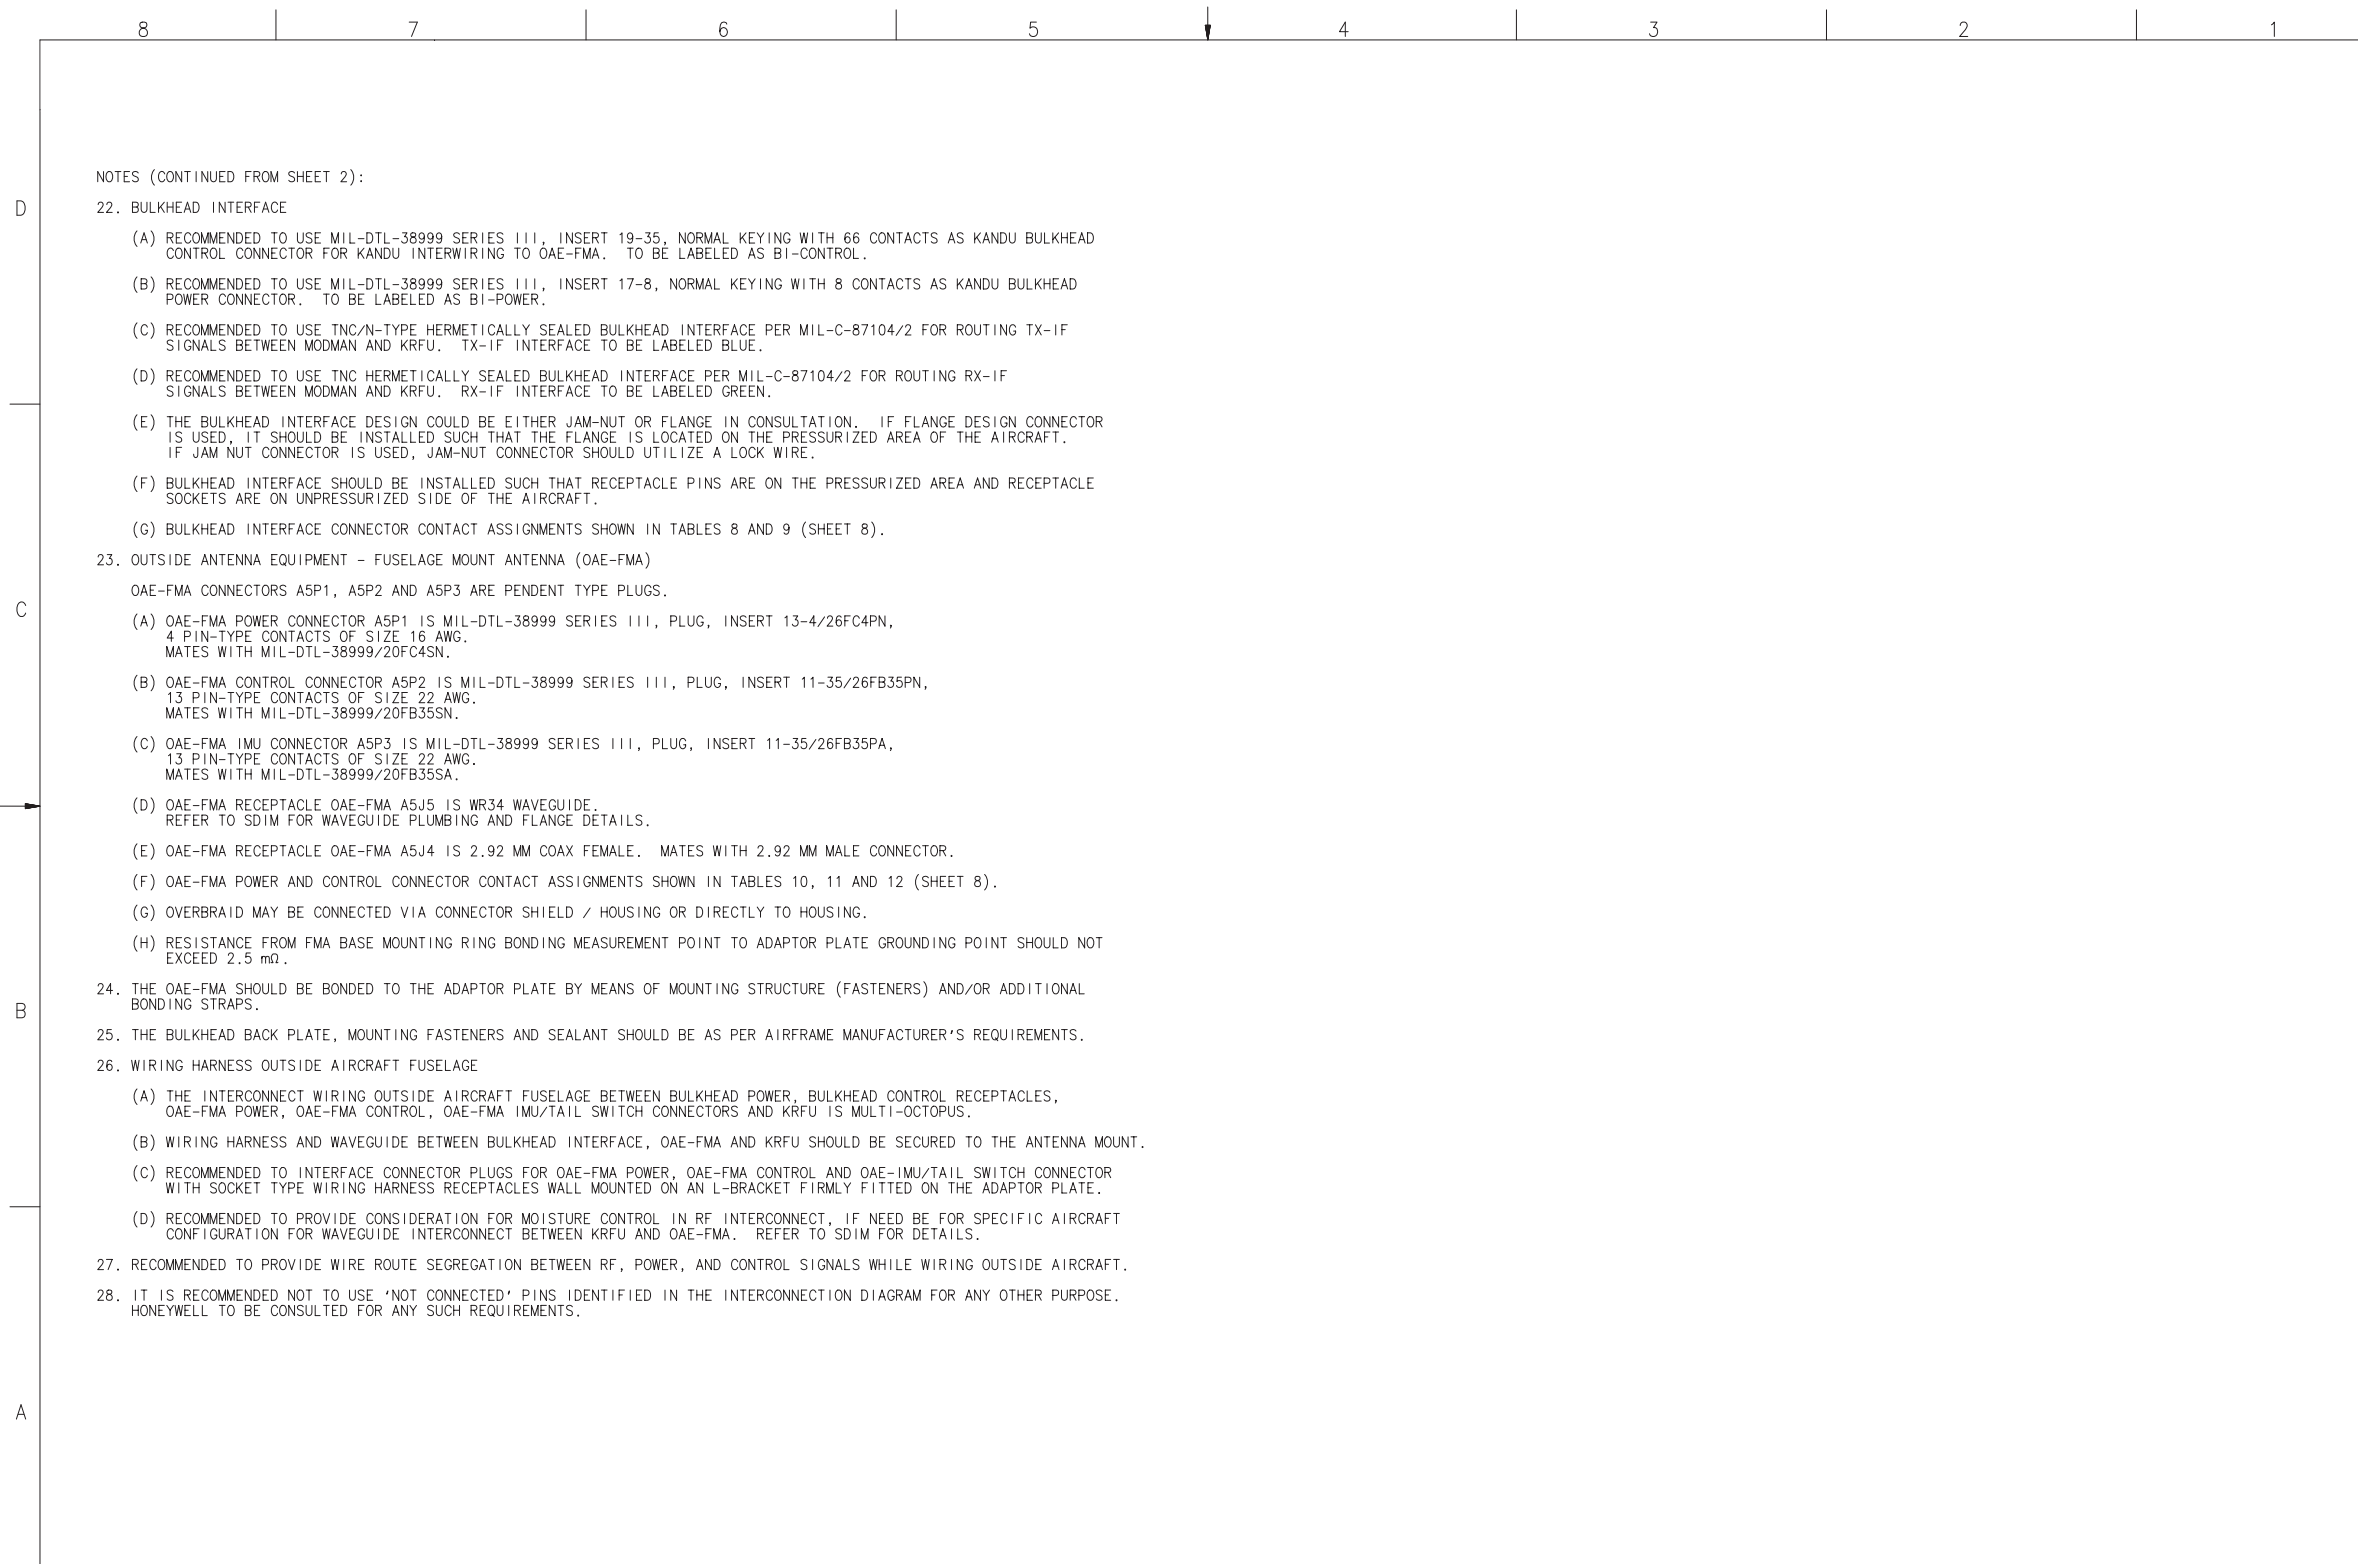 8 7 6 5 4 3 2 1
NOTES (CONTINUED FROM SHEET 2):
D
22. BULKHEAD INTERFACE
(A) RECOMMENDED TO USE MIL-DTL-38999 SERIES III, INSERT 19-35, NORMAL KEYING WITH 66 CONTACTS AS KANDU BULKHEAD
CONTROL CONNECTOR FOR KANDU INTERWIRING TO OAE-FMA. TO BE LABELED AS BI-CONTROL.
(B) RECOMMENDED TO USE MIL-DTL-38999 SERIES III, INSERT 17-8, NORMAL KEYING WITH 8 CONTACTS AS KANDU BULKHEAD
POWER CONNECTOR. TO BE LABELED AS BI-POWER.
(C) RECOMMENDED TO USE TNC/N-TYPE HERMETICALLY SEALED BULKHEAD INTERFACE PER MIL-C-87104/2 FOR ROUTING TX-IF
SIGNALS BETWEEN MODMAN AND KRFU. TX-IF INTERFACE TO BE LABELED BLUE.
(D) RECOMMENDED TO USE TNC HERMETICALLY SEALED BULKHEAD INTERFACE PER MIL-C-87104/2 FOR ROUTING RX-IF
SIGNALS BETWEEN MODMAN AND KRFU. RX-IF INTERFACE TO BE LABELED GREEN.
(E) THE BULKHEAD INTERFACE DESIGN COULD BE EITHER JAM-NUT OR FLANGE IN CONSULTATION. IF FLANGE DESIGN CONNECTOR
IS USED, IT SHOULD BE INSTALLED SUCH THAT THE FLANGE IS LOCATED ON THE PRESSURIZED AREA OF THE AIRCRAFT.
IF JAM NUT CONNECTOR IS USED, JAM-NUT CONNECTOR SHOULD UTILIZE A LOCK WIRE.
(F) BULKHEAD INTERFACE SHOULD BE INSTALLED SUCH THAT RECEPTACLE PINS ARE ON THE PRESSURIZED AREA AND RECEPTACLE
SOCKETS ARE ON UNPRESSURIZED SIDE OF THE AIRCRAFT.
(G) BULKHEAD INTERFACE CONNECTOR CONTACT ASSIGNMENTS SHOWN IN TABLES 8 AND 9 (SHEET 8).
23. OUTSIDE ANTENNA EQUIPMENT - FUSELAGE MOUNT ANTENNA (OAE-FMA)
OAE-FMA CONNECTORS A5P1, A5P2 AND A5P3 ARE PENDENT TYPE PLUGS.
C
(A) OAE-FMA POWER CONNECTOR A5P1 IS MIL-DTL-38999 SERIES III, PLUG, INSERT 13-4/26FC4PN,
4 PIN-TYPE CONTACTS OF SIZE 16 AWG.
MATES WITH MIL-DTL-38999/20FC4SN.
(B) OAE-FMA CONTROL CONNECTOR A5P2 IS MIL-DTL-38999 SERIES III, PLUG, INSERT 11-35/26FB35PN,
13 PIN-TYPE CONTACTS OF SIZE 22 AWG.
MATES WITH MIL-DTL-38999/20FB35SN.
(C) OAE-FMA IMU CONNECTOR A5P3 IS MIL-DTL-38999 SERIES III, PLUG, INSERT 11-35/26FB35PA,
13 PIN-TYPE CONTACTS OF SIZE 22 AWG.
MATES WITH MIL-DTL-38999/20FB35SA.
(D) OAE-FMA RECEPTACLE OAE-FMA A5J5 IS WR34 WAVEGUIDE.
REFER TO SDIM FOR WAVEGUIDE PLUMBING AND FLANGE DETAILS.
(E) OAE-FMA RECEPTACLE OAE-FMA A5J4 IS 2.92 MM COAX FEMALE. MATES WITH 2.92 MM MALE CONNECTOR.
(F) OAE-FMA POWER AND CONTROL CONNECTOR CONTACT ASSIGNMENTS SHOWN IN TABLES 10, 11 AND 12 (SHEET 8).
(G) OVERBRAID MAY BE CONNECTED VIA CONNECTOR SHIELD / HOUSING OR DIRECTLY TO HOUSING.
(H) RESISTANCE FROM FMA BASE MOUNTING RING BONDING MEASUREMENT POINT TO ADAPTOR PLATE GROUNDING POINT SHOULD NOT
EXCEED 2.5 mΩ.
24. THE OAE-FMA SHOULD BE BONDED TO THE ADAPTOR PLATE BY MEANS OF MOUNTING STRUCTURE (FASTENERS) AND/OR ADDITIONAL
BONDING STRAPS.
B
25. THE BULKHEAD BACK PLATE, MOUNTING FASTENERS AND SEALANT SHOULD BE AS PER AIRFRAME MANUFACTURER'S REQUIREMENTS.
26. WIRING HARNESS OUTSIDE AIRCRAFT FUSELAGE
(A) THE INTERCONNECT WIRING OUTSIDE AIRCRAFT FUSELAGE BETWEEN BULKHEAD POWER, BULKHEAD CONTROL RECEPTACLES,
OAE-FMA POWER, OAE-FMA CONTROL, OAE-FMA IMU/TAIL SWITCH CONNECTORS AND KRFU IS MULTI-OCTOPUS.
(B) WIRING HARNESS AND WAVEGUIDE BETWEEN BULKHEAD INTERFACE, OAE-FMA AND KRFU SHOULD BE SECURED TO THE ANTENNA MOUNT.
(C) RECOMMENDED TO INTERFACE CONNECTOR PLUGS FOR OAE-FMA POWER, OAE-FMA CONTROL AND OAE-IMU/TAIL SWITCH CONNECTOR
WITH SOCKET TYPE WIRING HARNESS RECEPTACLES WALL MOUNTED ON AN L-BRACKET FIRMLY FITTED ON THE ADAPTOR PLATE.
(D) RECOMMENDED TO PROVIDE CONSIDERATION FOR MOISTURE CONTROL IN RF INTERCONNECT, IF NEED BE FOR SPECIFIC AIRCRAFT
CONFIGURATION FOR WAVEGUIDE INTERCONNECT BETWEEN KRFU AND OAE-FMA. REFER TO SDIM FOR DETAILS.
27. RECOMMENDED TO PROVIDE WIRE ROUTE SEGREGATION BETWEEN RF, POWER, AND CONTROL SIGNALS WHILE WIRING OUTSIDE AIRCRAFT.
28. IT IS RECOMMENDED NOT TO USE 'NOT CONNECTED' PINS IDENTIFIED IN THE INTERCONNECTION DIAGRAM FOR ANY OTHER PURPOSE.
HONEYWELL TO BE CONSULTED FOR ANY SUCH REQUIREMENTS.
A